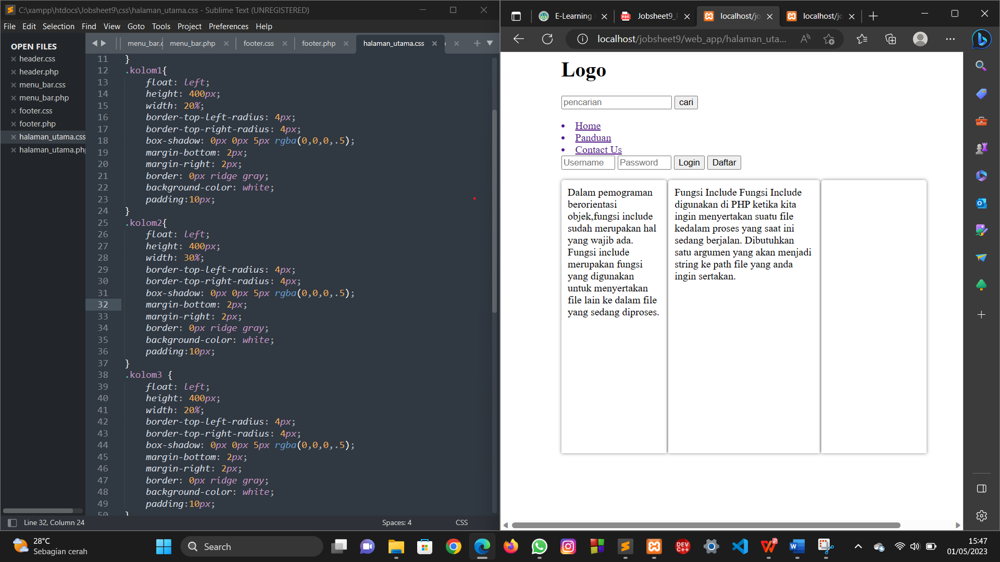 C:\xampp\htdocs\Jobsheet9\css\halaman_utama.css - Sublime Text (UNREGISTERED)
File Edit Selection Find View Goto Tools Project Preferences Help
OPEN FILES
header.css
header.php
menu_bar.css
menu_bar.php
footer.css
footer.php
halaman_utama.css
halaman_utama.ph
menu_bar. menu_bar.php footer.css footer.php halaman_utama.css
11 }
12 .kolom1{
13 float: left;
14 height: 400px;
15 width: 20%;
16 border-top-left-radius: 4px;
17 border-top-right-radius: 4px;
18 box-shadow: 0px 0px 5px rgba(0,0,0,.5);
19 margin-bottom: 2px;
20 margin-right: 2px;
21 border: 0px ridge gray;
22 background-color: white;
23 padding:10px;
24 }
25 .kolom2{
26 float: left;
27 height: 400px;
28 width: 30%;
29 border-top-left-radius: 4px;
30 border-top-right-radius: 4px;
31 box-shadow: 0px 0px 5px rgba(0,0,0,.5);
32 margin-bottom: 2px;
33 margin-right: 2px;
34 border: 0px ridge gray;
35 background-color: white;
36 padding:10px;
37 }
38 .kolom3 {
39 float: left;
40 height: 400px;
41 width: 20%;
42 border-top-left-radius: 4px;
43 border-top-right-radius: 4px;
44 box-shadow: 0px 0px 5px rgba(0,0,0,.5);
45 margin-bottom: 2px;
46 margin-right: 2px;
47 border: 0px ridge gray;
48 background-color: white;
49 padding:10px;
50 }
Line 32, Column 24 Spaces: 4 CSS
E-Learning Jobsheet9_ localhost/jo localhost/jo
localhost/jobsheet9/web_app/halaman_uta...
Logo
pencarian cari
Home
Panduan
Contact Us
Username Password Login Daftar
Dalam pemograman
berorientasi
objek,fungsi include
sudah merupakan hal
yang wajib ada.
Fungsi include
merupakan fungsi
yang digunakan
untuk menyertakan
file lain ke dalam file
yang sedang diproses.
Fungsi Include Fungsi Include
digunakan di PHP ketika kita
ingin menyertakan suatu file
kedalam proses yang saat ini
sedang berjalan. Dibutuhkan
satu argumen yang akan menjadi
string ke path file yang anda
ingin sertakan.
28°C
Sebagian cerah
Search
DEV
C++
15:47
01/05/2023